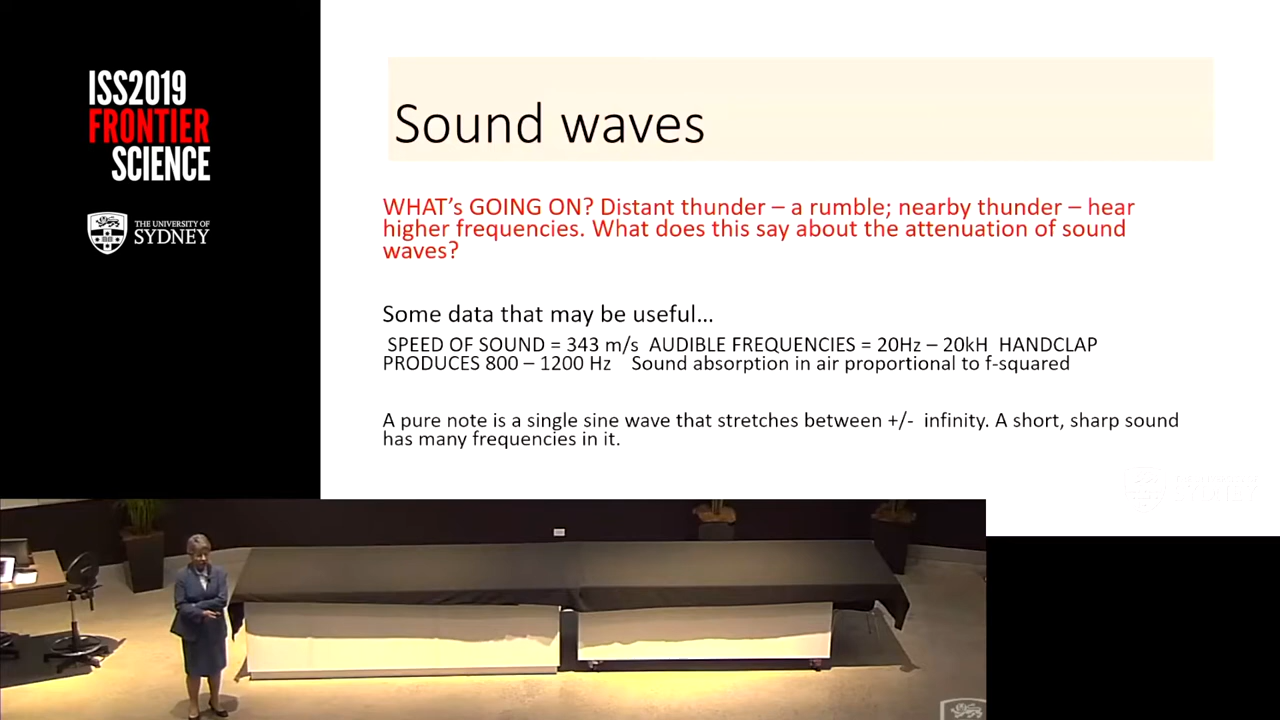 ISS2019
FRONTIER
SCIENCE
THE UNIVERSITY OF
SYDNEY
Sound waves
WHAT's GOING ON? Distant thunder – a rumble; nearby thunder – hear
higher frequencies. What does this say about the attenuation of sound
waves?
Some data that may be useful…
SPEED OF SOUND = 343 m/s AUDIBLE FREQUENCIES = 20Hz – 20kH HANDCLAP
PRODUCES 800 – 1200 Hz Sound absorption in air proportional to f-squared
A pure note is a single sine wave that stretches between +/- infinity. A short, sharp sound
has many frequencies in it.